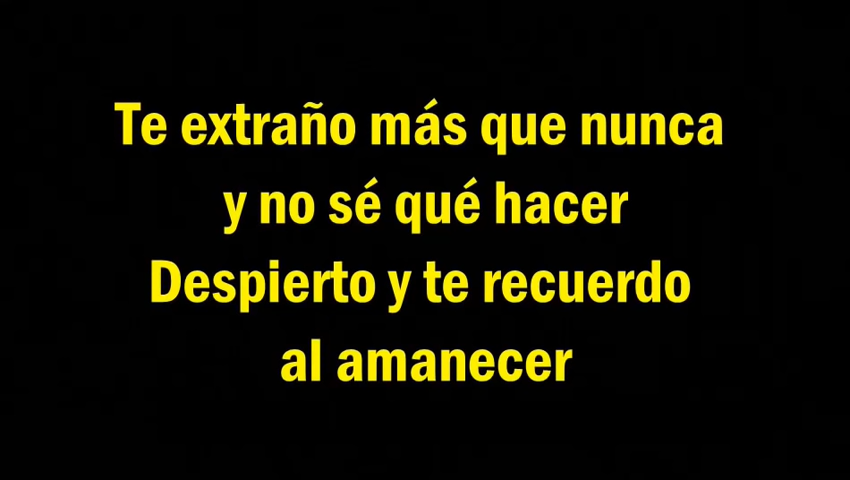 Te extraño más que nunca
y no sé qué hacer
Despierto y te recuerdo
al amanecer